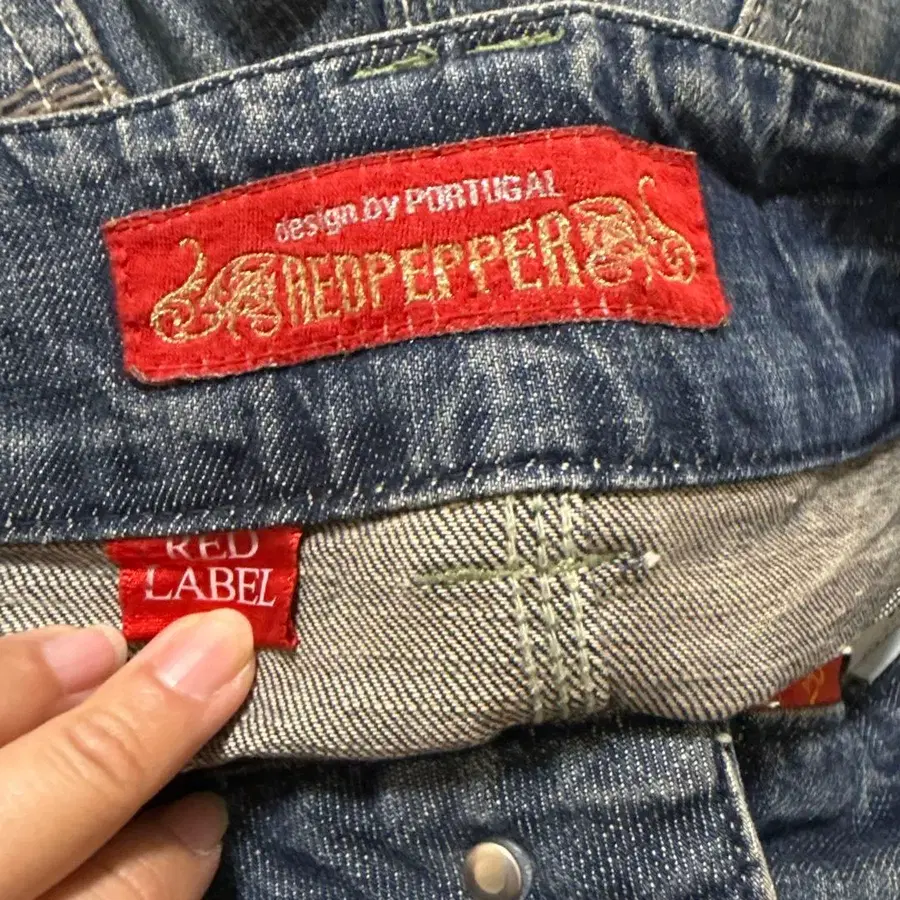 design by PORTUGAL
REDPEPPER
RED
LABEL